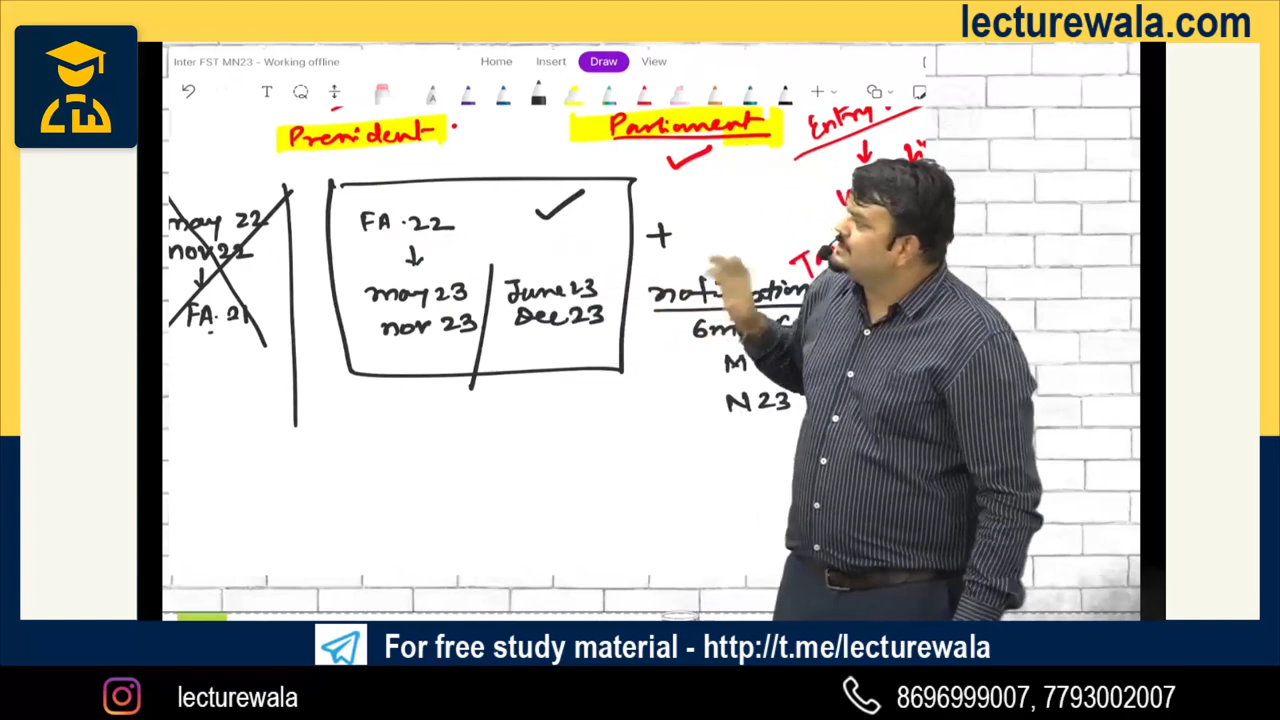 lecturewala.com
Inter FST MN23 - Working offline
Home Insert Draw View
President .
Parliament
Entry.
may 22
nov 22
FA. 21
FA. 22
may 23
nov 23
June 23
Dec 23
+
6m
M
N 23
For free study material - http://t.me/lecturewala
lecturewala
8696999007, 7793002007